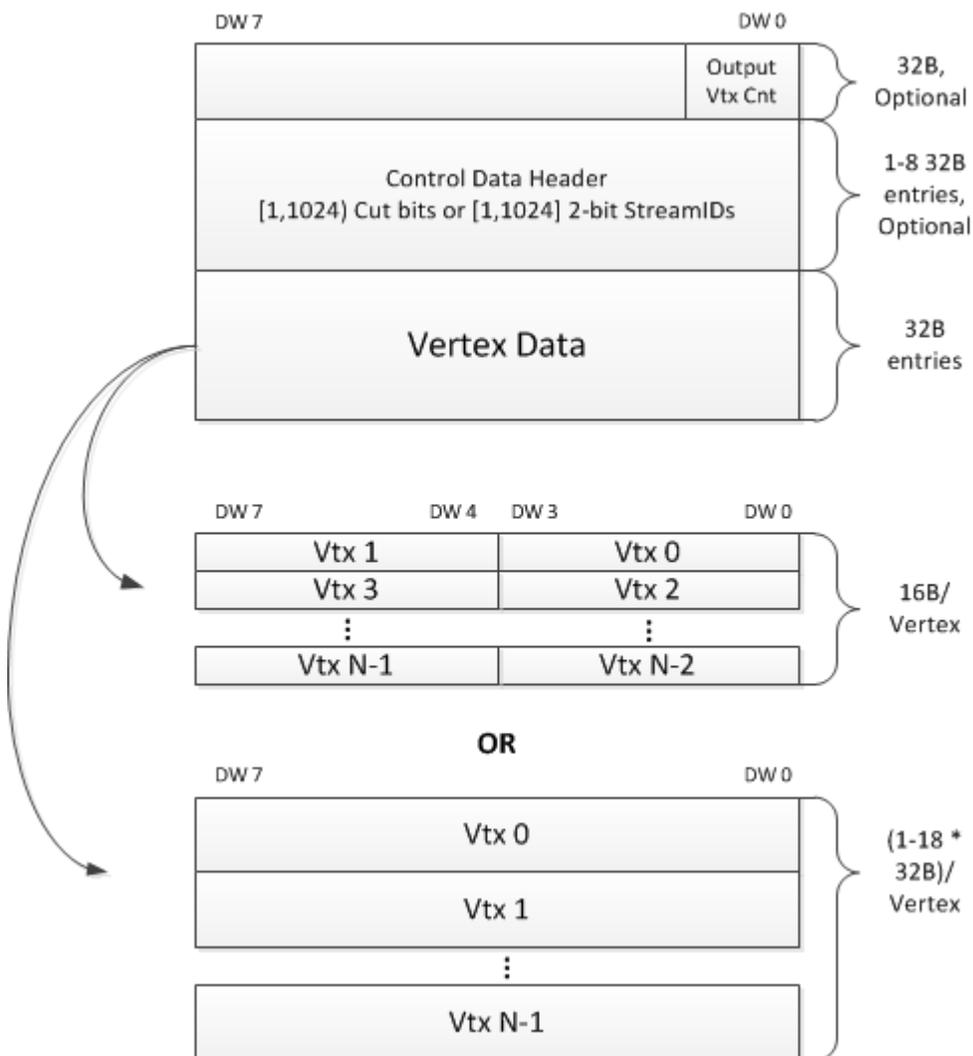 DW 7 DW 0
Output
Vtx Cnt
32B,
Optional
Control Data Header
[1,1024) Cut bits or [1,1024] 2-bit StreamIDs
1-8 32B
entries,
Optional
Vertex Data
32B
entries
DW 7 DW 4 DW 3 DW 0
Vtx 1 Vtx 0
Vtx 3 Vtx 2
Vtx N-1 Vtx N-2
16B/
Vertex
OR
DW 7 DW 0
Vtx 0
Vtx 1
Vtx N-1
(1-18 *
32B)/
Vertex